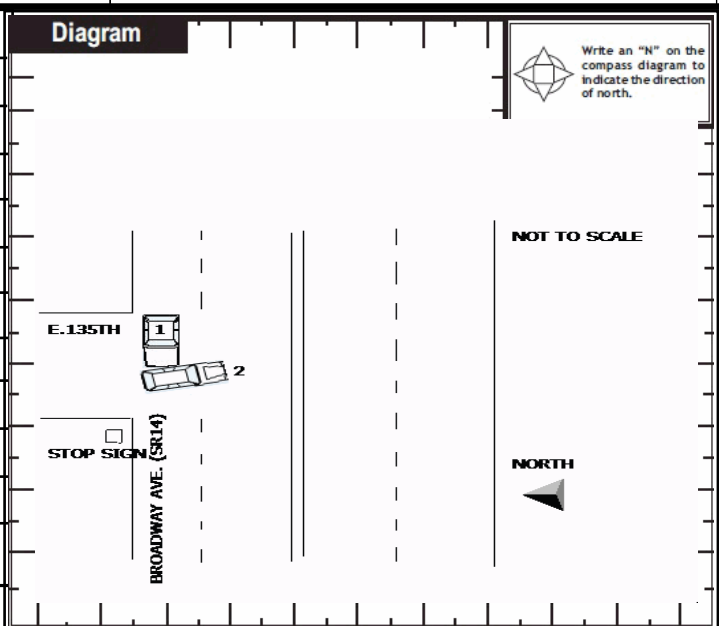 Diagram
Write an “N” on the
compass diagram to
indicate the direction
of north.
NOT TO SCALE
E.135TH
1
2
STOP SIGN
BROADWAY AVE. (SR14)
NORTH